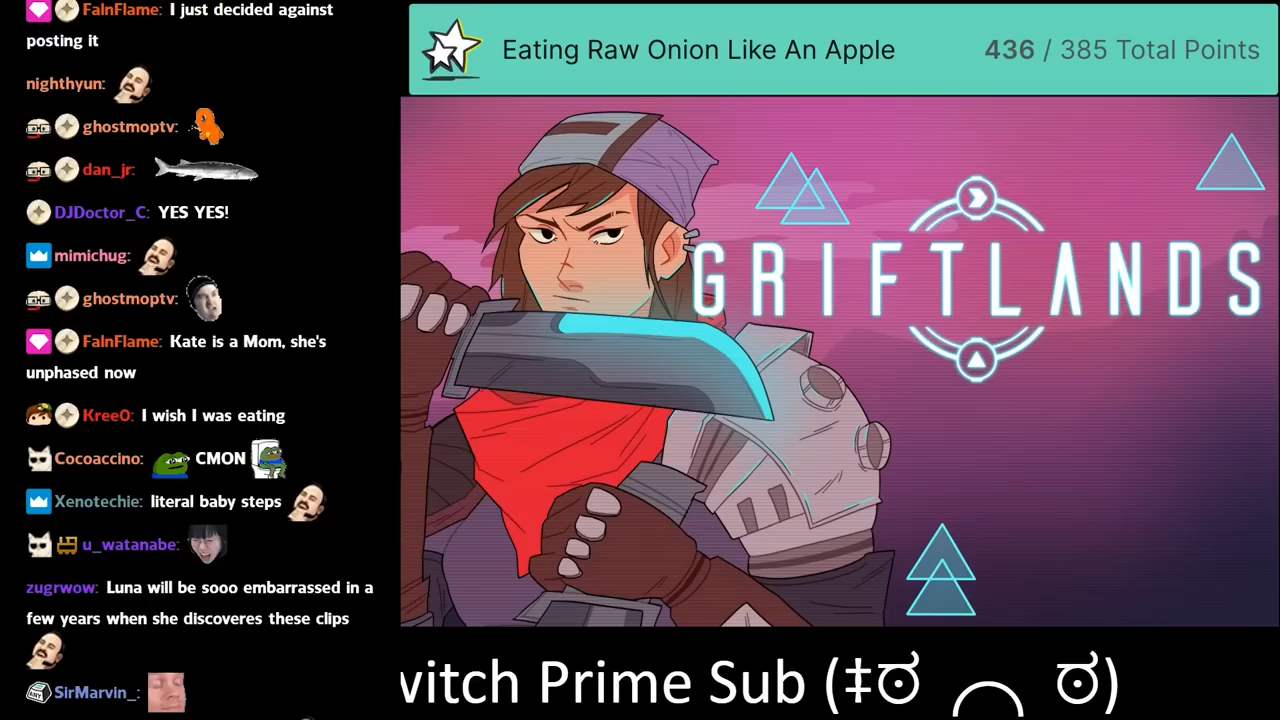 FalnFlame: I just decided against
posting it
nighthyun:
ghostmoptv:
dan_jr:
DJDoctor_C: YES YES!
mimichug:
ghostmoptv:
FalnFlame: Kate is a Mom, she's
unphased now
KreeO: I wish I was eating
Cocoaccino: CMON
Xenotechie: literal baby steps
u_watanabe:
zugrwow: Luna will be sooo embarrassed in a
few years when she discoveres these clips
SirMarvin_:
Eating Raw Onion Like An Apple 436 / 385 Total Points
GRIFTLANDS
vitch Prime Sub (‡ಠ ⁔ ಠ)